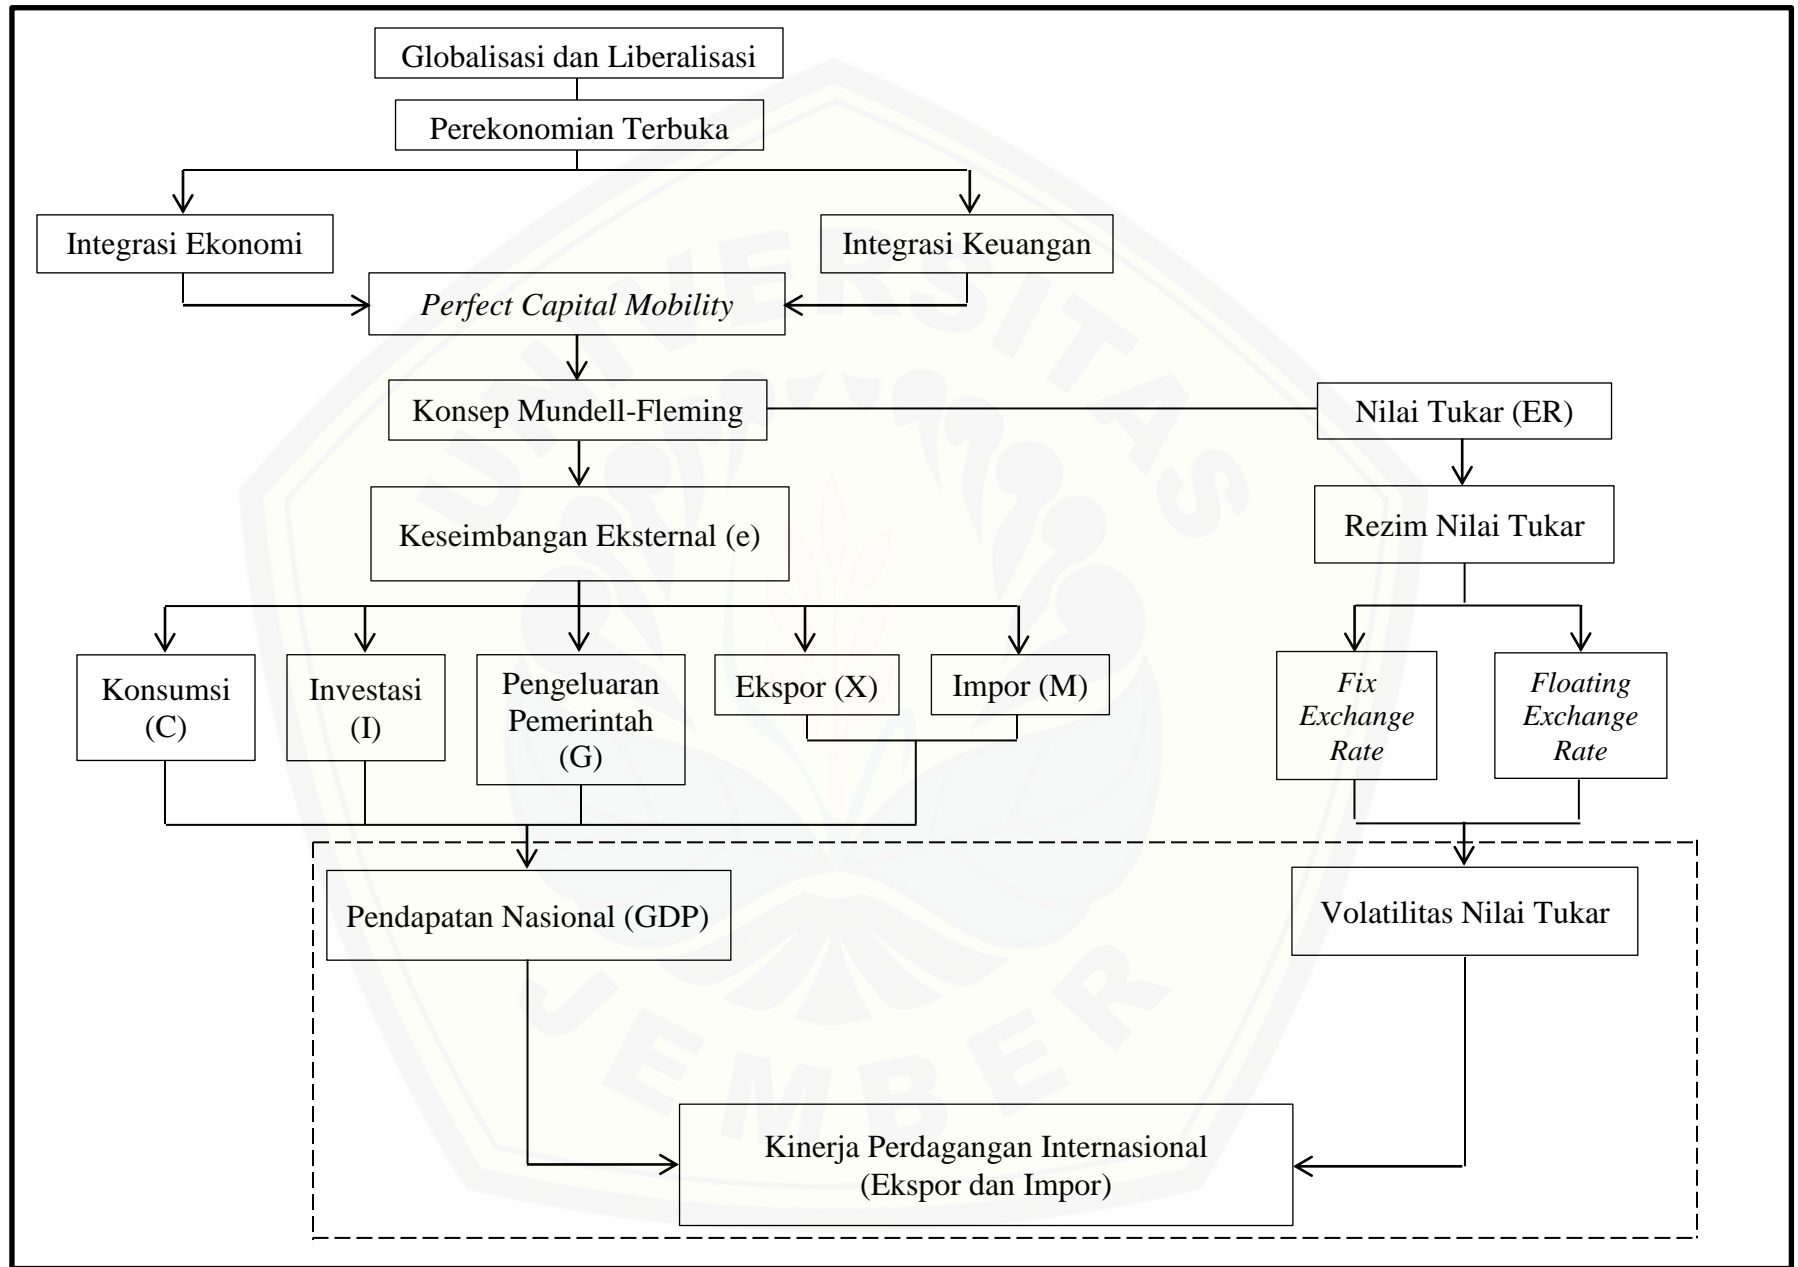 Globalisasi dan Liberalisasi
Perekonomian Terbuka
Integrasi Ekonomi
Integrasi Keuangan
Perfect Capital Mobility
Konsep Mundell-Fleming
Nilai Tukar (ER)
Keseimbangan Eksternal (e)
Rezim Nilai Tukar
Konsumsi
(C)
Investasi
(I)
Pengeluaran
Pemerintah
(G)
Ekspor (X)
Impor (M)
Fix
Exchange
Rate
Floating
Exchange
Rate
Pendapatan Nasional (GDP)
Volatilitas Nilai Tukar
Kinerja Perdagangan Internasional
(Ekspor dan Impor)
UNIVERSITAS
JEMBER